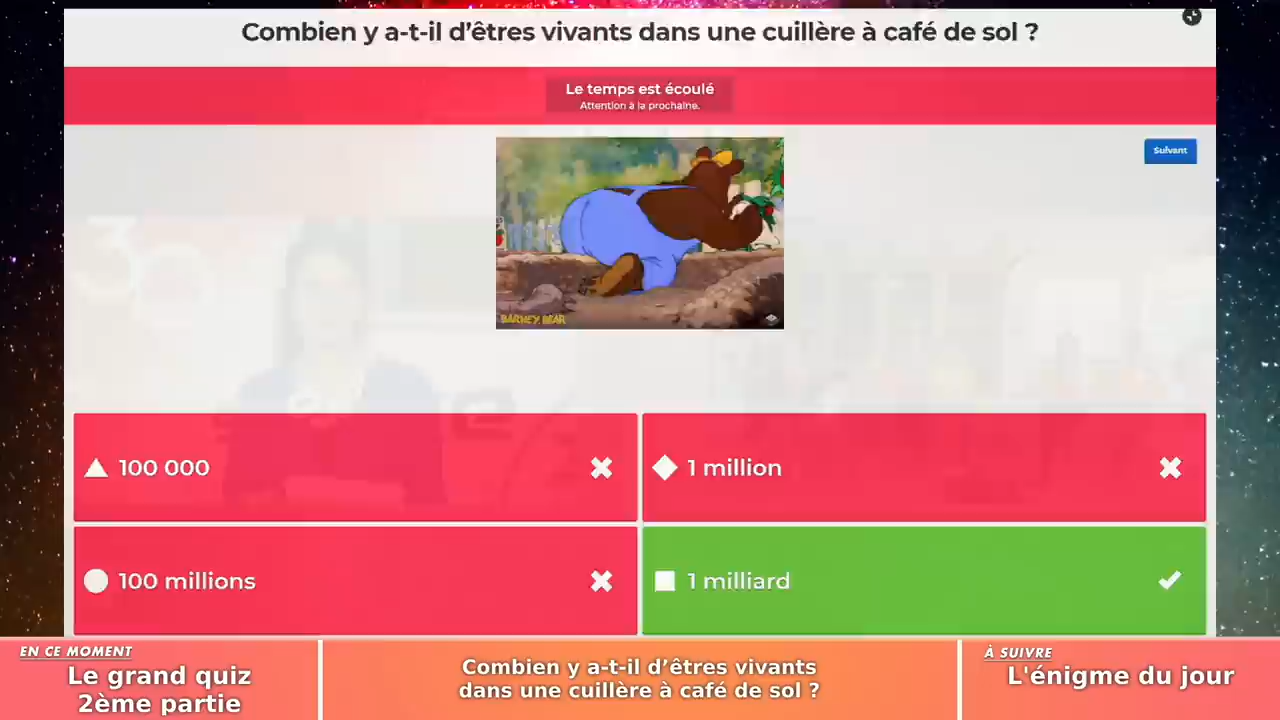 Combien y a-t-il d’êtres vivants dans une cuillère à café de sol ?
Le temps est écoulé
Attention à la prochaine.
Suivant
BARNEY BEAR
100 000
1 million
100 millions
1 milliard
EN CE MOMENT
Le grand quiz
2ème partie
Combien y a-t-il d’êtres vivants
dans une cuillère à café de sol ?
À SUIVRE
L'énigme du jour